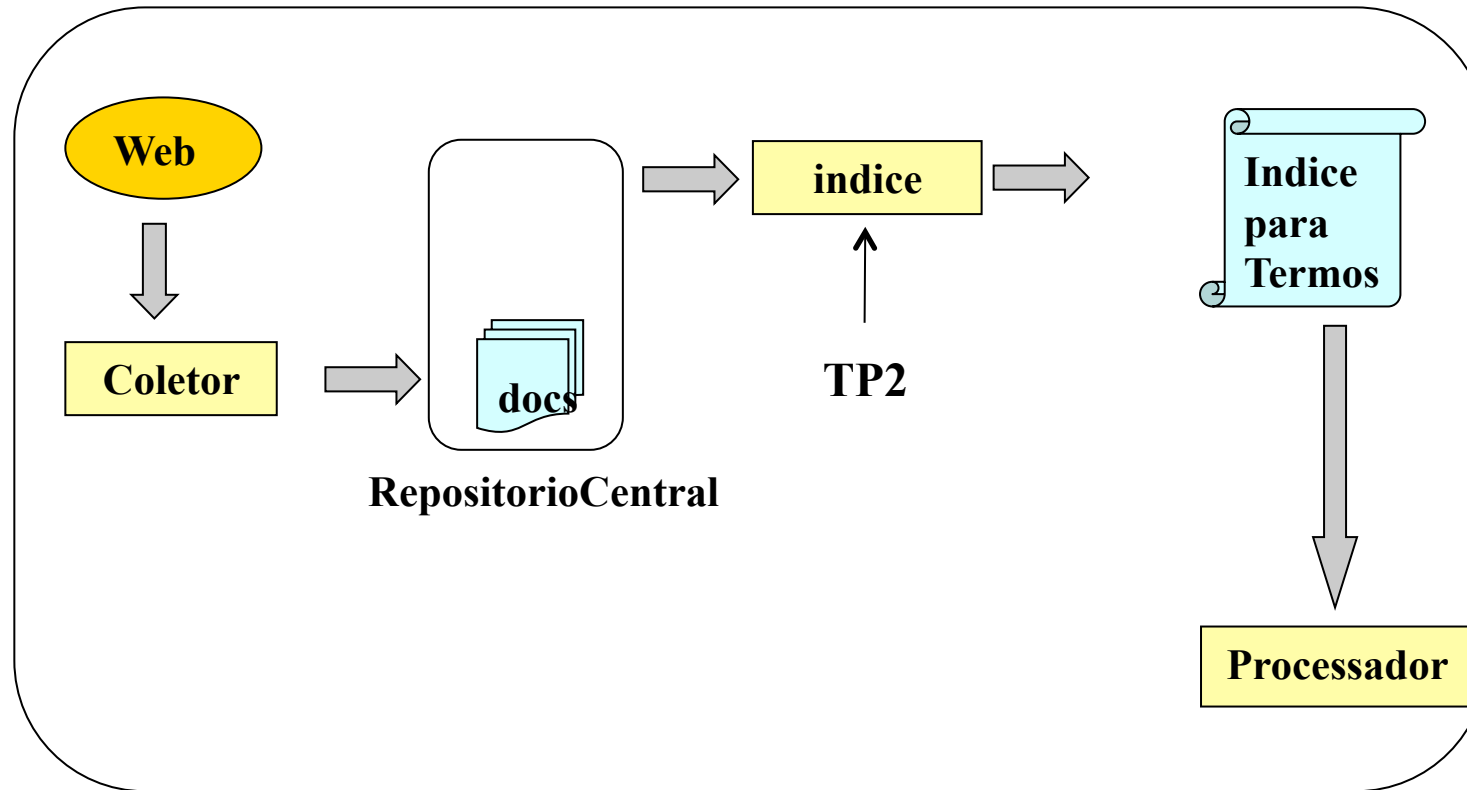 Web
Coletor
docs
RepositorioCentral
indice
TP2
Indice
para
Termos
Processador